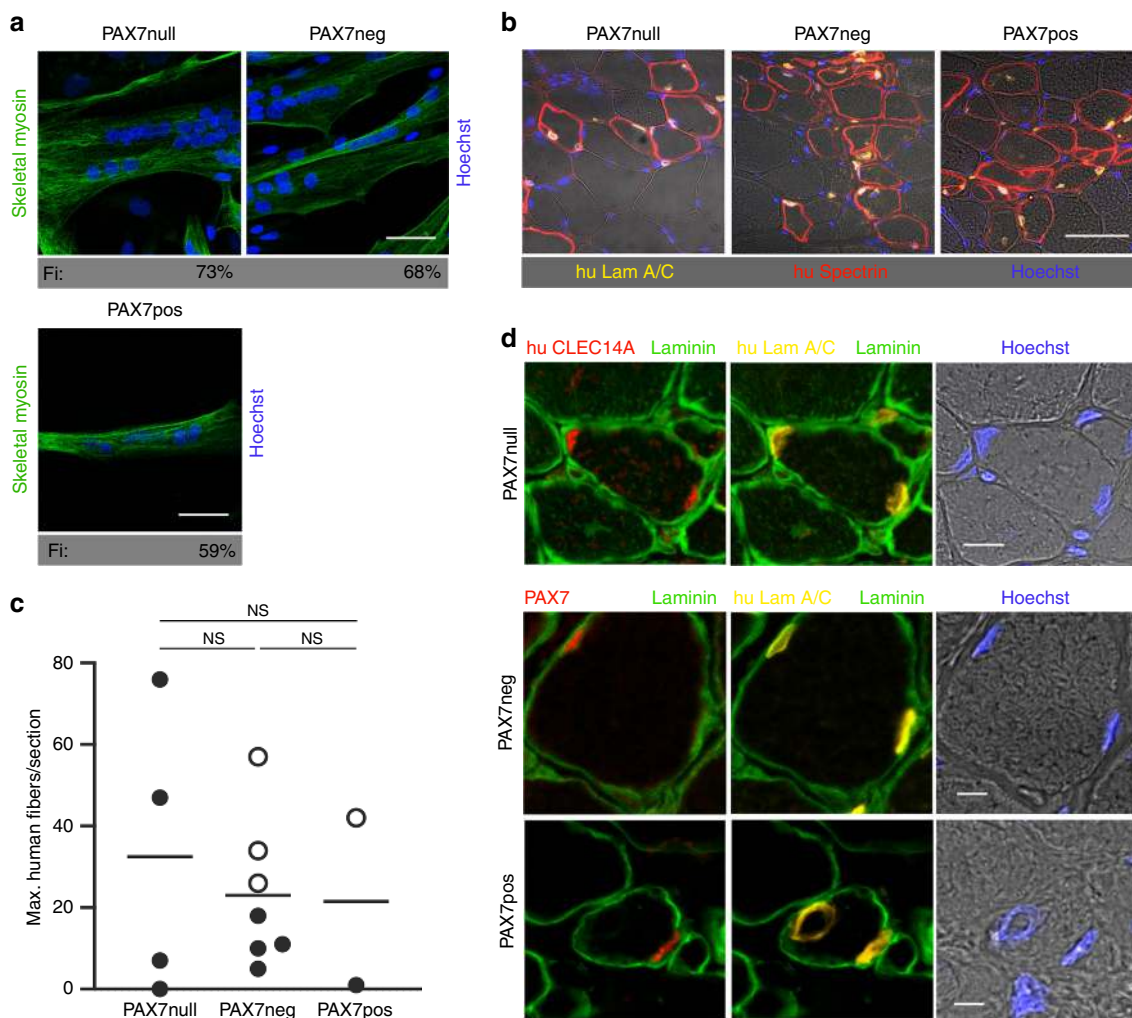 a
PAX7null PAX7neg
Skeletal myosin
Hoechst
Fi: 73% 68%
PAX7pos
Skeletal myosin
Hoechst
Fi: 59%
b
PAX7null PAX7neg PAX7pos
hu Lam A/C hu Spectrin Hoechst
c
NS
NS NS
Max. human fibers/section
80
60
40
20
0
PAX7null PAX7neg PAX7pos
d
hu CLEC14A Laminin hu Lam A/C Laminin Hoechst
PAX7null
PAX7 Laminin hu Lam A/C Laminin Hoechst
PAX7neg
PAX7pos